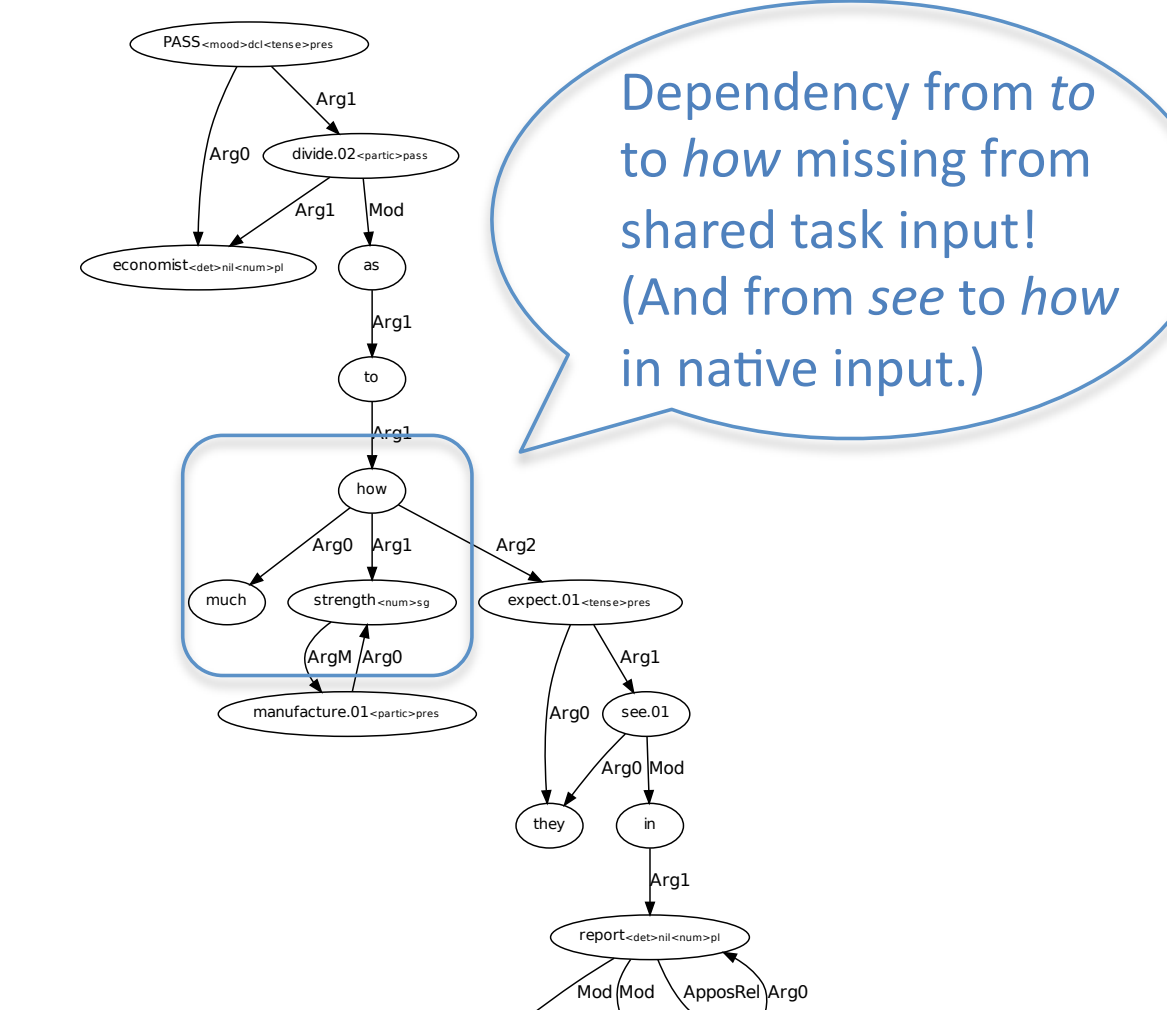 PASS<mood>dcl<tense>pres
Dependency from to
to how missing from
shared task input!
(And from see to how
in native input.)
Arg1
Arg0
divide.02<partic>pass
Arg1
Mod
economist<det>nil<num>pl
as
Arg1
to
Arg1
how
Arg0
Arg1
Arg2
much
strength<num>sg
expect.01<tense>pres
ArgM
Arg0
Arg1
manufacture.01<partic>pres
Arg0
see.01
Arg0
Mod
they
in
Arg1
report<det>nil<num>pl
Mod
Mod
ApposRel
Arg0